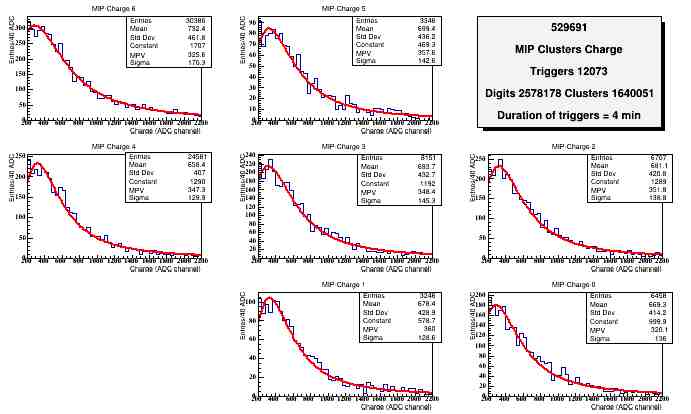 MIP Charge 6
Entries 30386
Mean 732.4
Std Dev 461.8
Constant 1707
MPV 325.6
Sigma 170.3
Entries/40 ADC
Charge (ADC channel)
MIP Charge 5
Entries 3348
Mean 699.4
Std Dev 436.2
Constant 469.3
MPV 357.6
Sigma 142.6
Entries/40 ADC
Charge (ADC channel)
529691
MIP Clusters Charge
Triggers 12073
Digits 2578178 Clusters 1640051
Duration of triggers = 4 min
MIP Charge 4
Entries 24581
Mean 658.4
Std Dev 407
Constant 1290
MPV 347.3
Sigma 129.9
Entries/40 ADC
Charge (ADC channel)
MIP Charge 3
Entries 8151
Mean 693.7
Std Dev 432.7
Constant 1192
MPV 348.4
Sigma 145.3
Entries/40 ADC
Charge (ADC channel)
MIP Charge 2
Entries 6707
Mean 681.1
Std Dev 420.8
Constant 1289
MPV 351.8
Sigma 138.8
Entries/40 ADC
Charge (ADC channel)
MIP Charge 1
Entries 3246
Mean 678.4
Std Dev 428.9
Constant 578.7
MPV 360
Sigma 128.6
Entries/40 ADC
Charge (ADC channel)
MIP Charge 0
Entries 6458
Mean 669.3
Std Dev 414.2
Constant 999.9
MPV 320.1
Sigma 136
Entries/40 ADC
Charge (ADC channel)